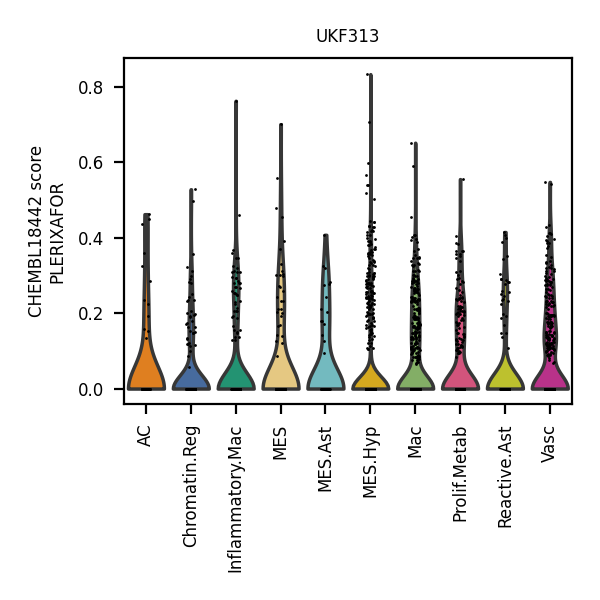 UKF313
CHEMBL18442 score
PLERIXAFOR
0.8
0.6
0.4
0.2
0.0
AC
Chromatin.Reg
Inflammatory.Mac
MES
MES.Ast
MES.Hyp
Mac
Prolif.Metab
Reactive.Ast
Vasc